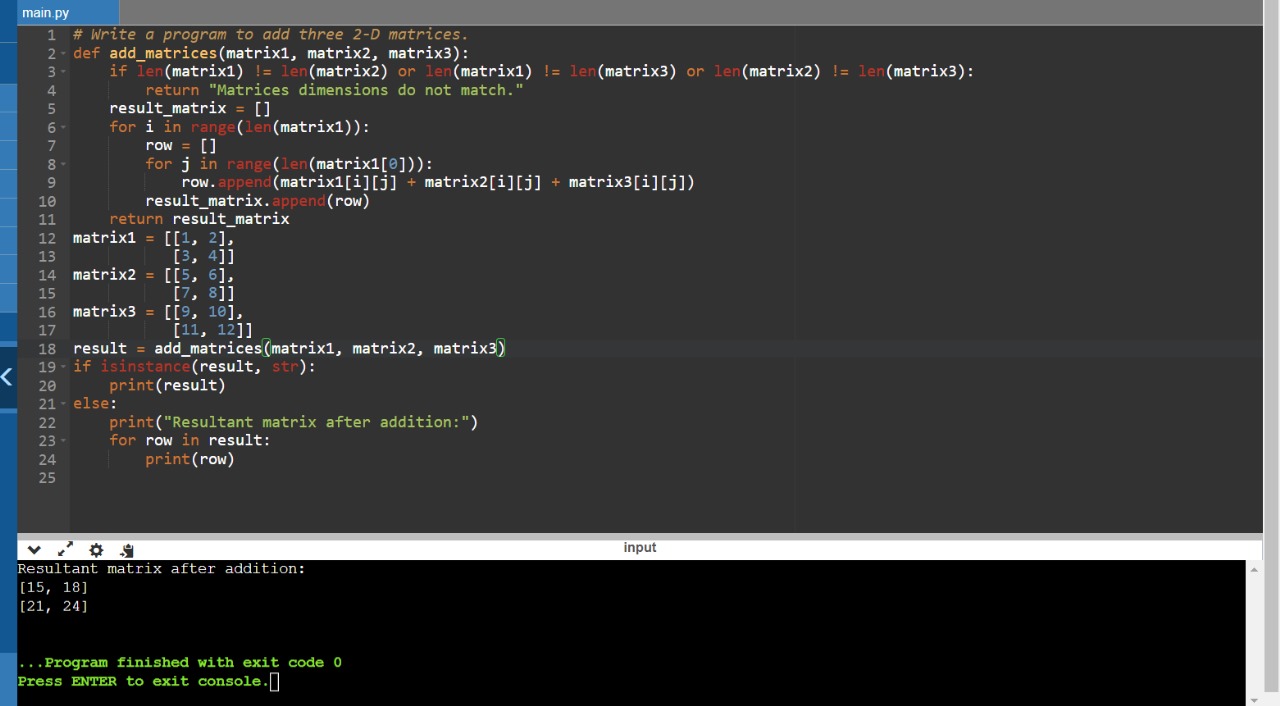 main.py
1 # Write a program to add three 2-D matrices.
2 def add_matrices(matrix1, matrix2, matrix3):
3     if len(matrix1) != len(matrix2) or len(matrix1) != len(matrix3) or len(matrix2) != len(matrix3):
4         return "Matrices dimensions do not match."
5     result_matrix = []
6     for i in range(len(matrix1)):
7         row = []
8         for j in range(len(matrix1[0])):
9             row.append(matrix1[i][j] + matrix2[i][j] + matrix3[i][j])
10         result_matrix.append(row)
11     return result_matrix
12 matrix1 = [[1, 2],
13            [3, 4]]
14 matrix2 = [[5, 6],
15            [7, 8]]
16 matrix3 = [[9, 10],
17            [11, 12]]
18 result = add_matrices(matrix1, matrix2, matrix3)
19 if isinstance(result, str):
20     print(result)
21 else:
22     print("Resultant matrix after addition:")
23     for row in result:
24         print(row)
25
input
Resultant matrix after addition:
[15, 18]
[21, 24]
...Program finished with exit code 0
Press ENTER to exit console.